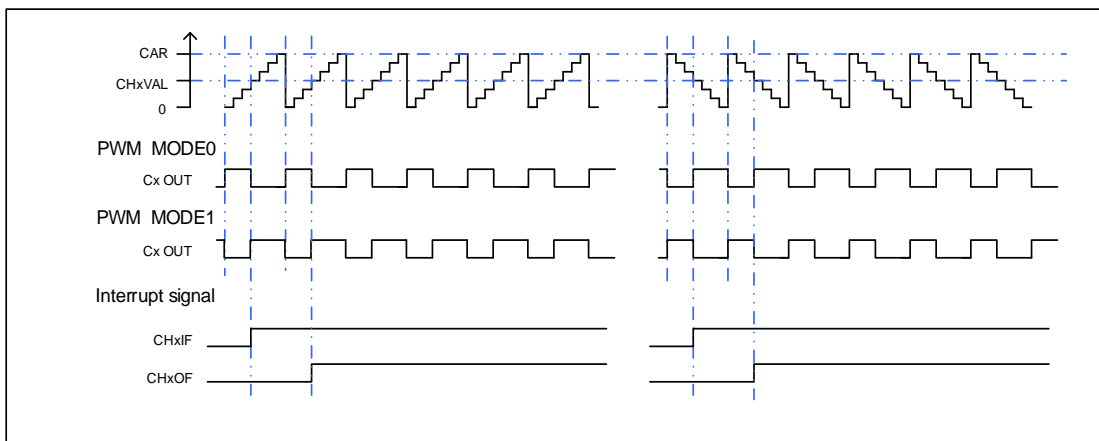 CAR
CHxVAL
0
PWM MODE0
Cx OUT
PWM MODE1
Cx OUT
Interrupt signal
CHxIF
CHxOF